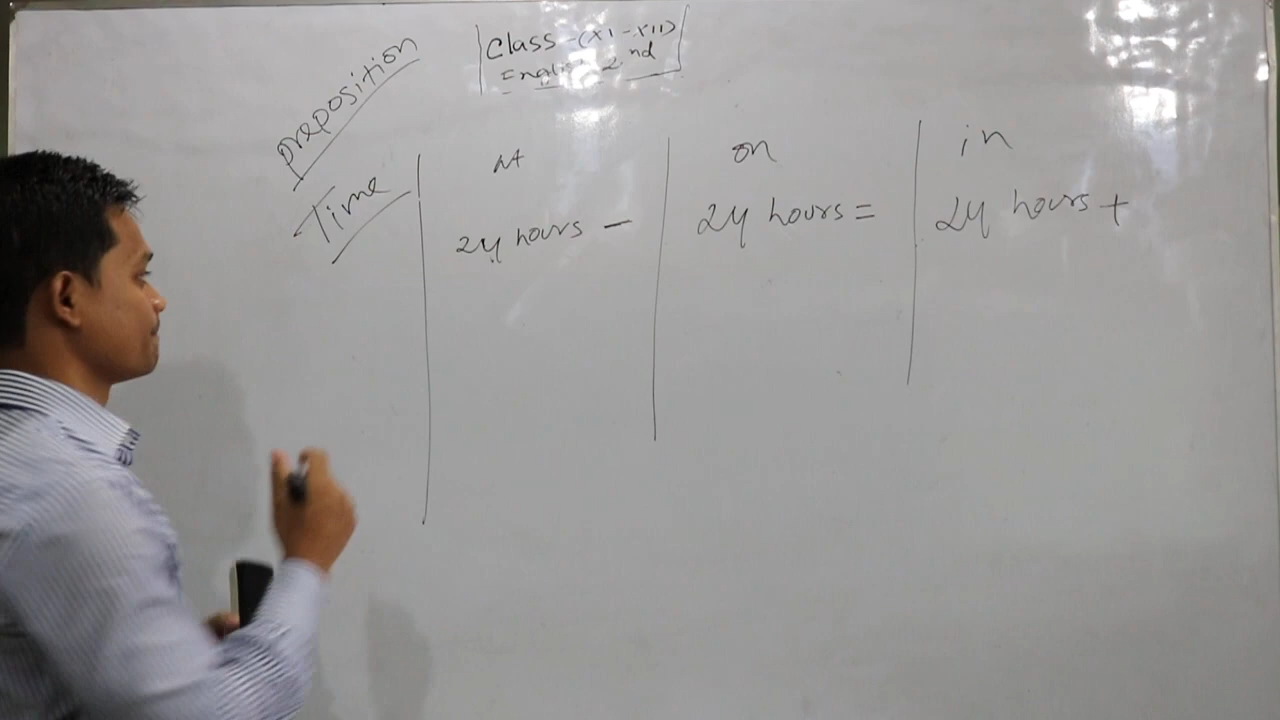 Class-(XI-XII)
English 2nd
preposition
Time
at
on
in
24 hours -
24 hours =
24 hours +